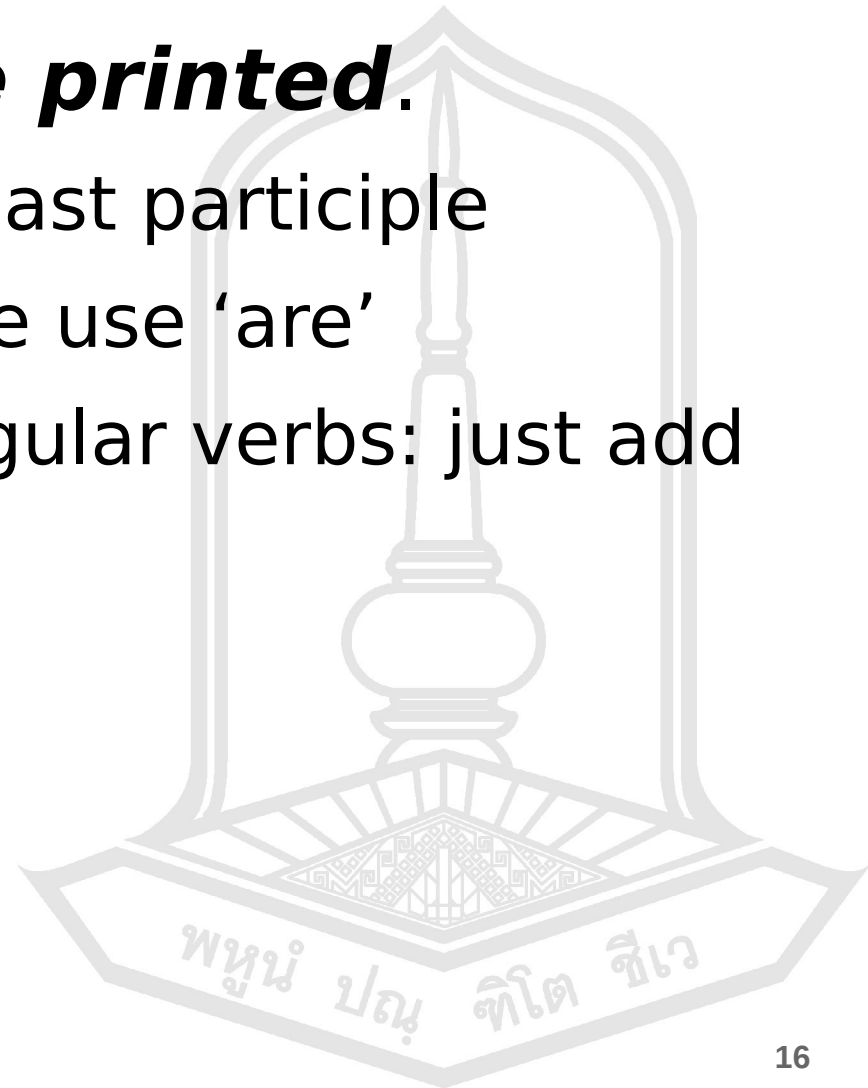 e printed.
ast participle
e use ‘are’
gular verbs: just add
พหูนํ ปณฺฑิโต ชีเว
16